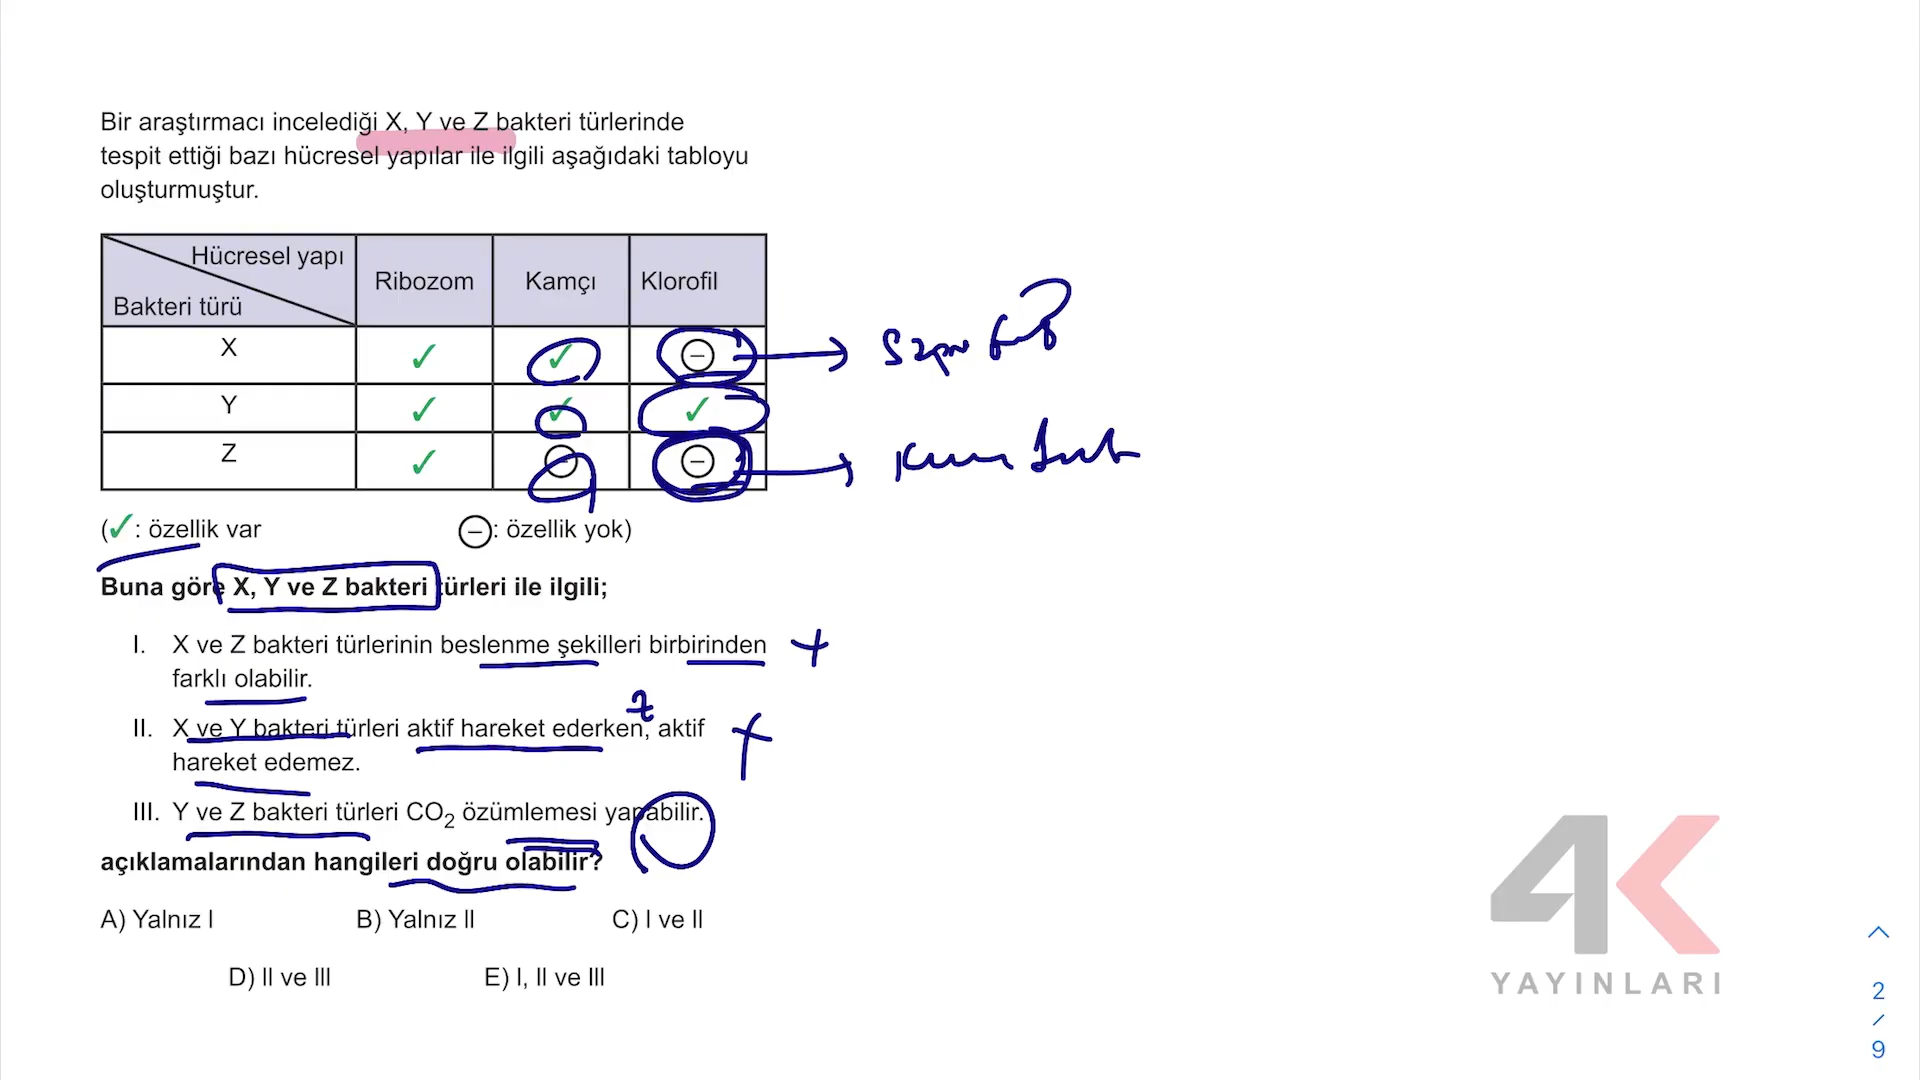 Bir araştırmacı incelediği X, Y ve Z bakteri türlerinde
tespit ettiği bazı hücresel yapılar ile ilgili aşağıdaki tabloyu
oluşturmuştur.
Hücresel yapı
Bakteri türü
Ribozom Kamçı Klorofil
X ✓ ✓ −
Y ✓ ✓ ✓
Z ✓ − −
(✓: özellik var −: özellik yok)
Buna göre X, Y ve Z bakteri türleri ile ilgili;
I. X ve Z bakteri türlerinin beslenme şekilleri birbirinden +
farklı olabilir.
z
II. X ve Y bakteri türleri aktif hareket ederken, aktif +
hareket edemez.
III. Y ve Z bakteri türleri CO₂ özümlemesi yapabilir.
açıklamalarından hangileri doğru olabilir?
A) Yalnız I B) Yalnız II C) I ve II
D) II ve III E) I, II ve III
4K
YAYINLARI
2
/
9